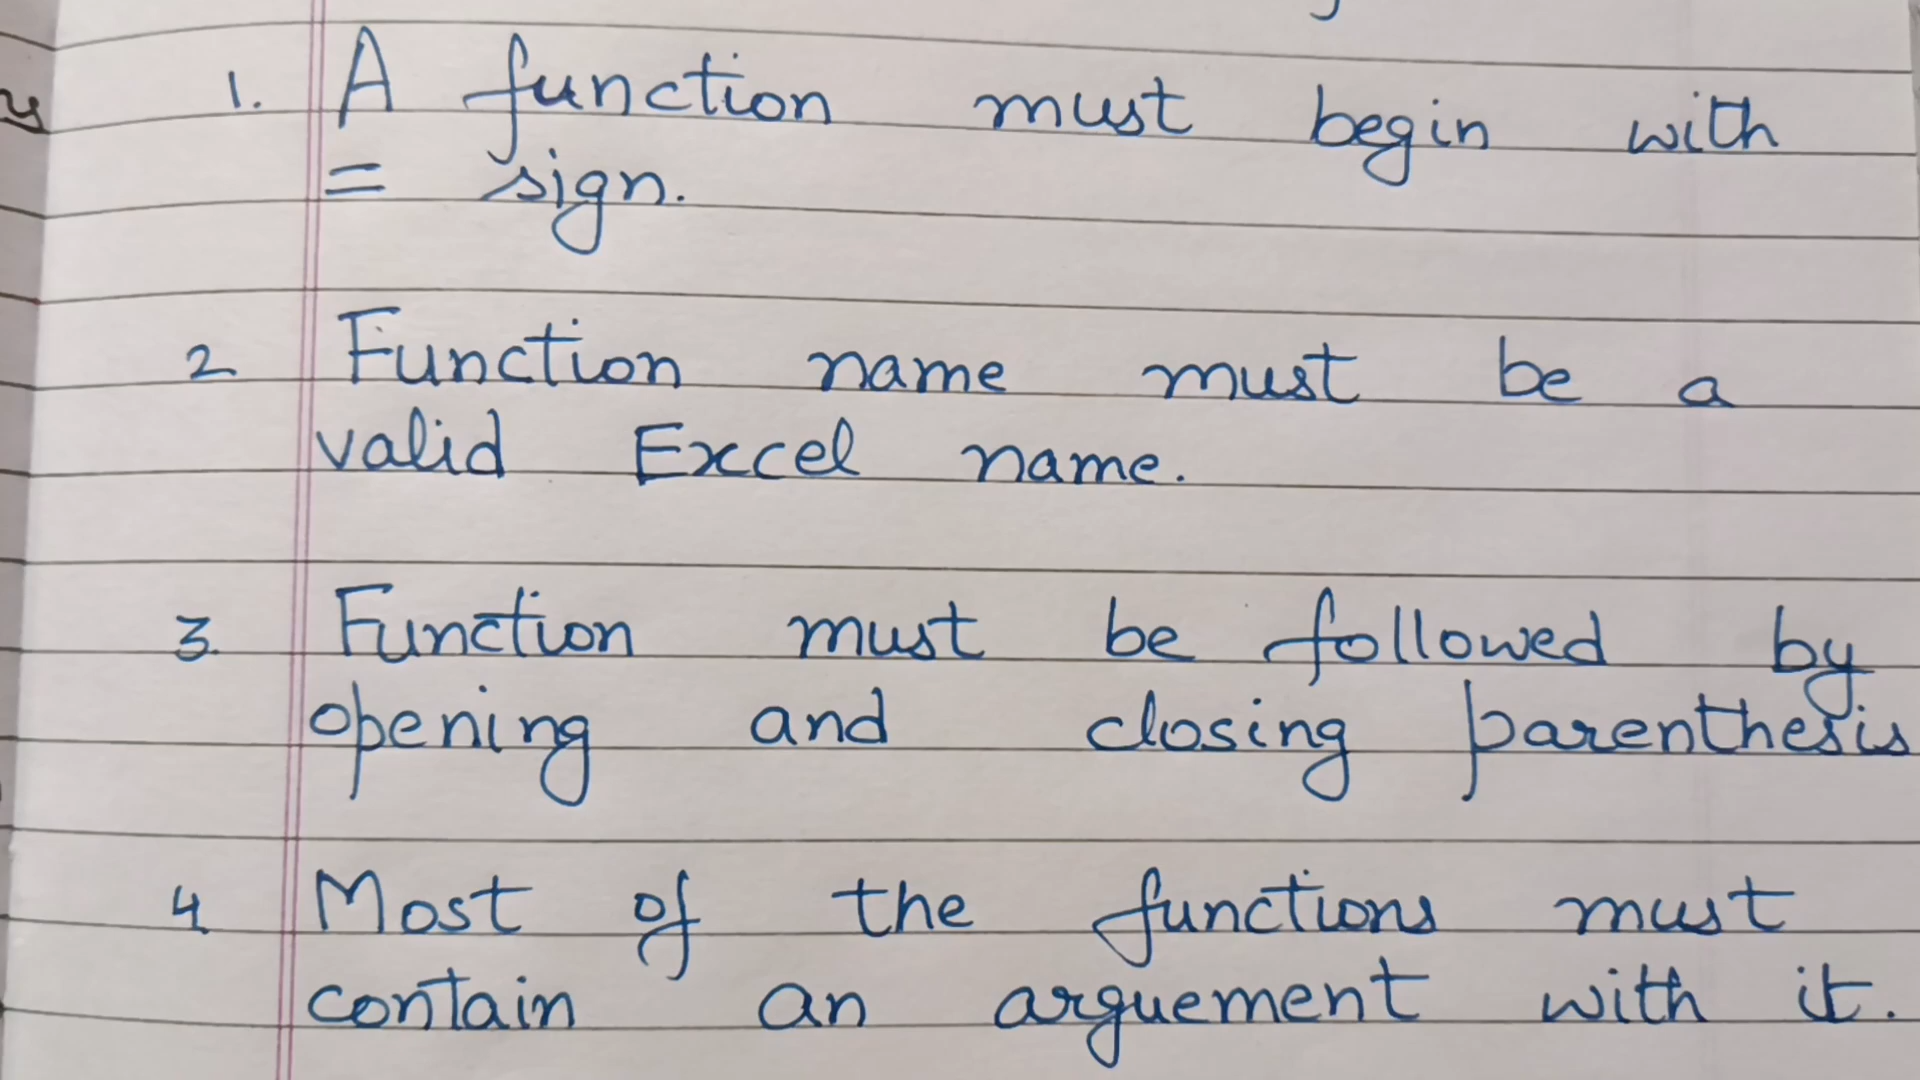 1. A function must begin with
= sign.
2 Function name must be a
valid Excel name.
3. Function must be followed by
opening and closing parenthesis
4 Most of the functions must
contain an arguement with it.